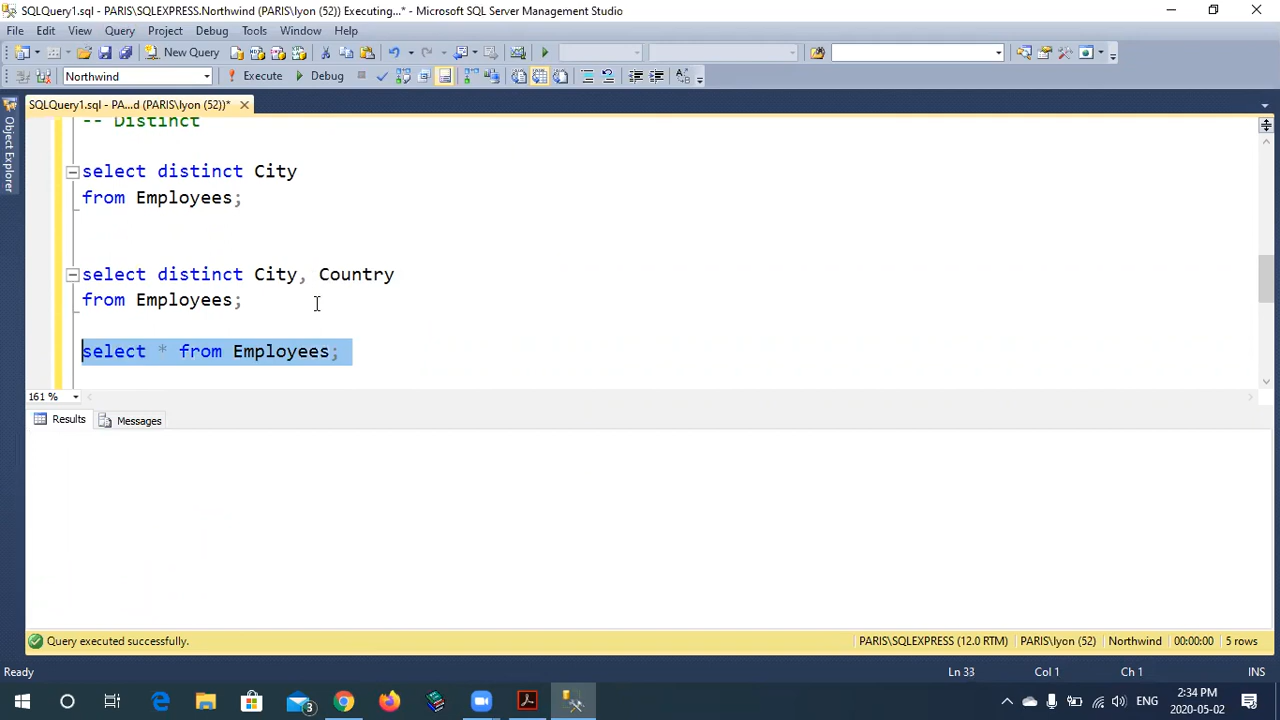 SQLQuery1.sql - PARIS\SQLEXPRESS.Northwind (PARIS\lyon (52)) Executing...* - Microsoft SQL Server Management Studio
File Edit View Query Project Debug Tools Window Help
New Query
Northwind Execute Debug
SQLQuery1.sql - PA...d (PARIS\lyon (52))*
Object Explorer
-- Distinct
select distinct City
from Employees;
select distinct City, Country
from Employees;
select * from Employees;
161 %
Results Messages
Query executed successfully. PARIS\SQLEXPRESS (12.0 RTM) PARIS\lyon (52) Northwind 00:00:00 5 rows
Ready Ln 33 Col 1 Ch 1 INS
3 ENG 2:34 PM
2020-05-02